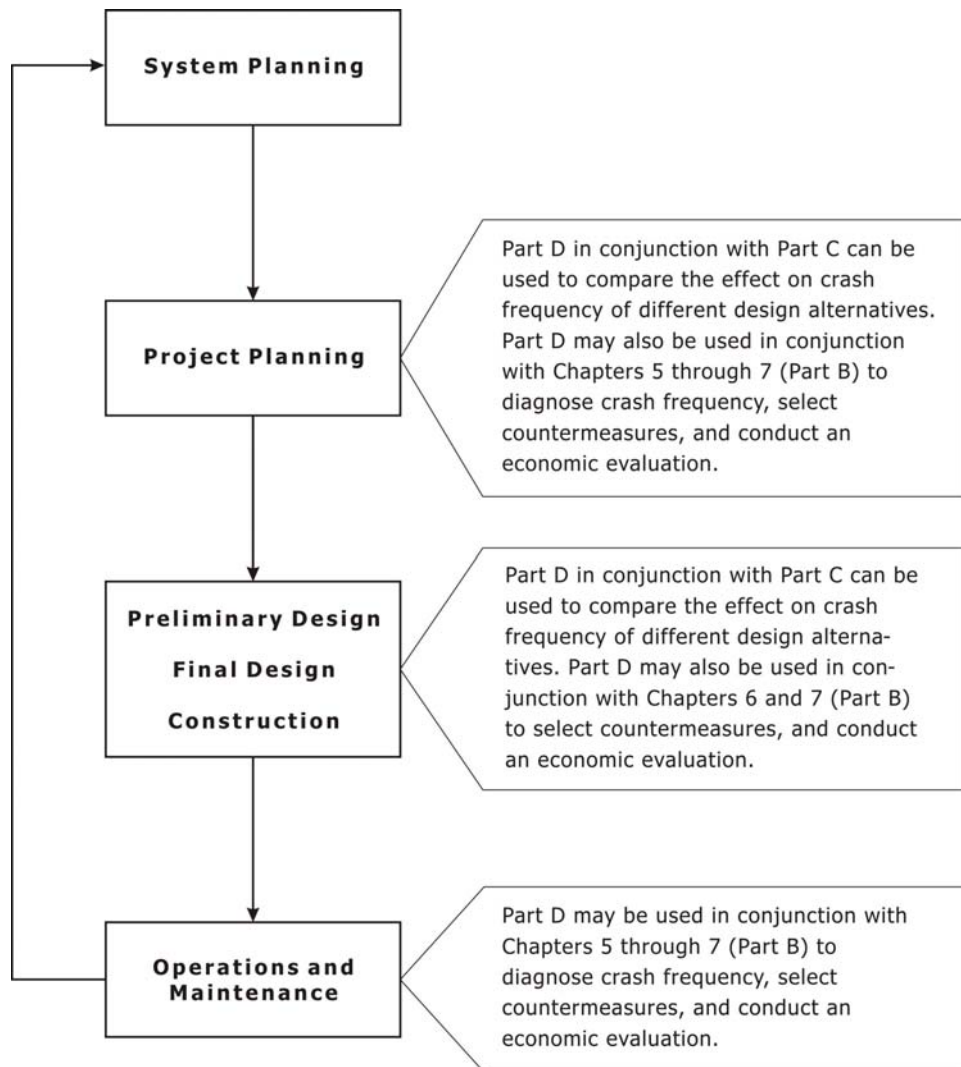 System Planning
Project Planning
Part D in conjunction with Part C can be
used to compare the effect on crash
frequency of different design alternatives.
Part D may also be used in conjunction
with Chapters 5 through 7 (Part B) to
diagnose crash frequency, select
countermeasures, and conduct an
economic evaluation.
Preliminary Design
Final Design
Construction
Part D in conjunction with Part C can be
used to compare the effect on crash
frequency of different design alterna-
tives. Part D may also be used in con-
junction with Chapters 6 and 7 (Part B)
to select countermeasures, and conduct
an economic evaluation.
Operations and
Maintenance
Part D may be used in conjunction with
Chapters 5 through 7 (Part B) to
diagnose crash frequency, select
countermeasures, and conduct an
economic evaluation.